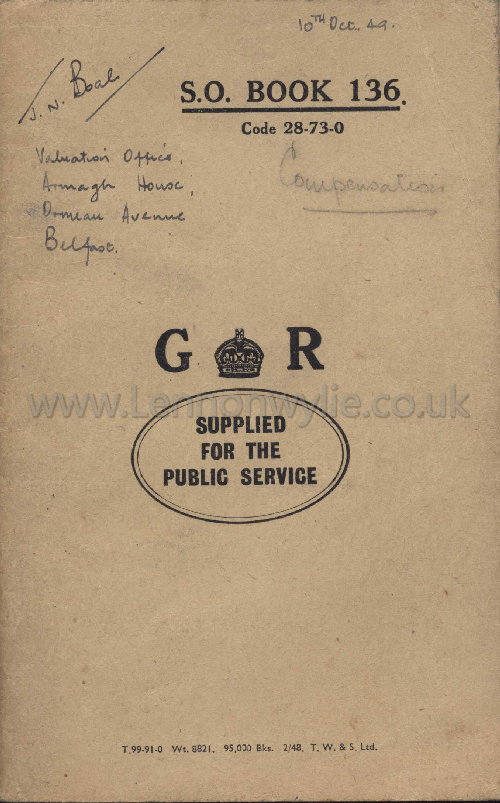 10TH Oct. 49.
J. N. Boal
S.O. BOOK 136.
Code 28-73-0
Valuation Office,
Armagh House,
Ormeau Avenue
Belfast.
Compensation
G R
www.Lennonwylie.co.uk
SUPPLIED
FOR THE
PUBLIC SERVICE
T.99-91-0 Wt. 8821. 95,000 Bks. 2/48, T. W. & S. Ltd.